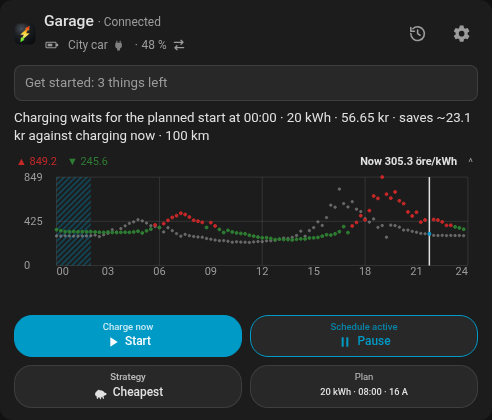 Garage · Connected
City car · 48 %
Get started: 3 things left
Charging waits for the planned start at 00:00 · 20 kWh · 56.65 kr · saves ~23.1
kr against charging now · 100 km
▲ 849.2 ▼ 245.6 Now 305.3 öre/kWh ^
849
425
0
00 03 06 09 12 15 18 21 24
Charge now
Start
Schedule active
Pause
Strategy
Cheapest
Plan
20 kWh · 08:00 · 16 A